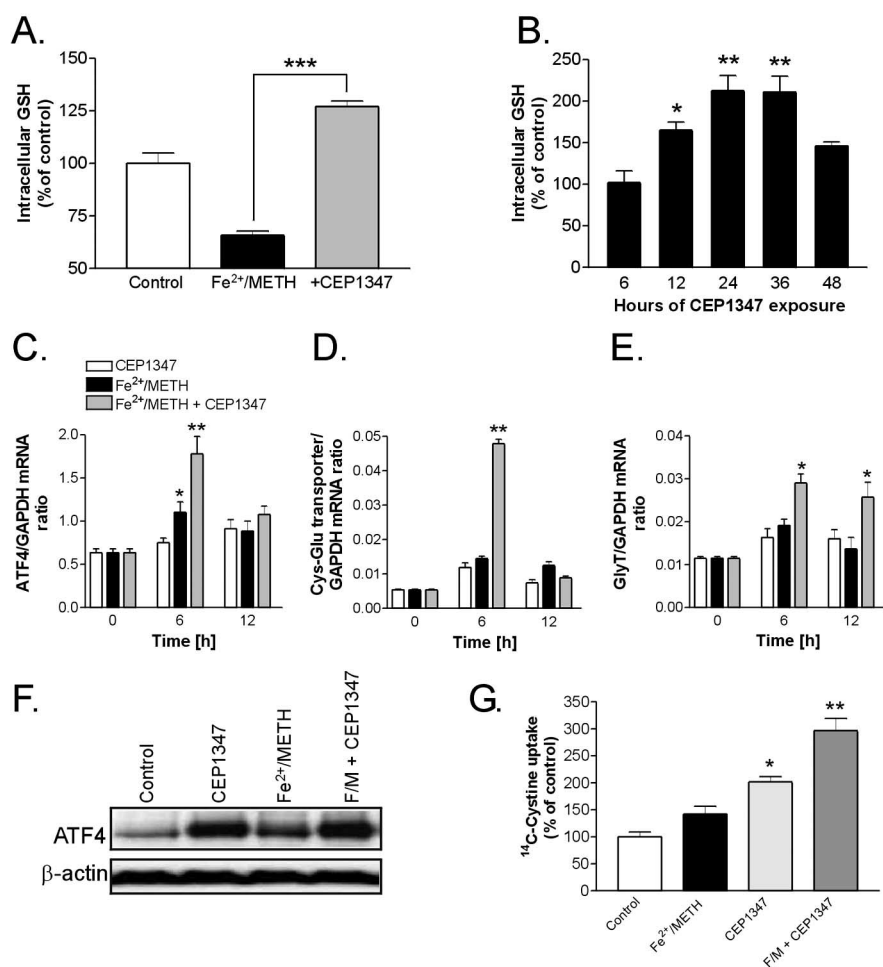 A.
***
Intracellular GSH
(%of control)
125
100
75
50
Control
Fe²⁺/METH
+CEP1347
B.
Intracellular GSH
(% of control)
250
200
150
100
50
0
*
**
**
6
12
24
36
48
Hours of CEP1347 exposure
C.
CEP1347
Fe²⁺/METH
Fe²⁺/METH + CEP1347
ATF4/GAPDH mRNA
ratio
2.0
1.5
1.0
0.5
0.0
*
**
0
6
12
Time [h]
D.
Cys-Glu transporter/
GAPDH mRNA ratio
0.05
0.04
0.03
0.02
0.01
0.00
**
0
6
12
Time [h]
E.
GlyT/GAPDH mRNA
ratio
0.04
0.03
0.02
0.01
0.00
*
*
0
6
12
Time [h]
F.
Control
CEP1347
Fe²⁺/METH
F/M + CEP1347
ATF4
β-actin
G.
¹⁴C-Cystine uptake
(% of control)
350
300
250
200
150
100
50
0
*
**
Control
Fe²⁺/METH
CEP1347
F/M + CEP1347